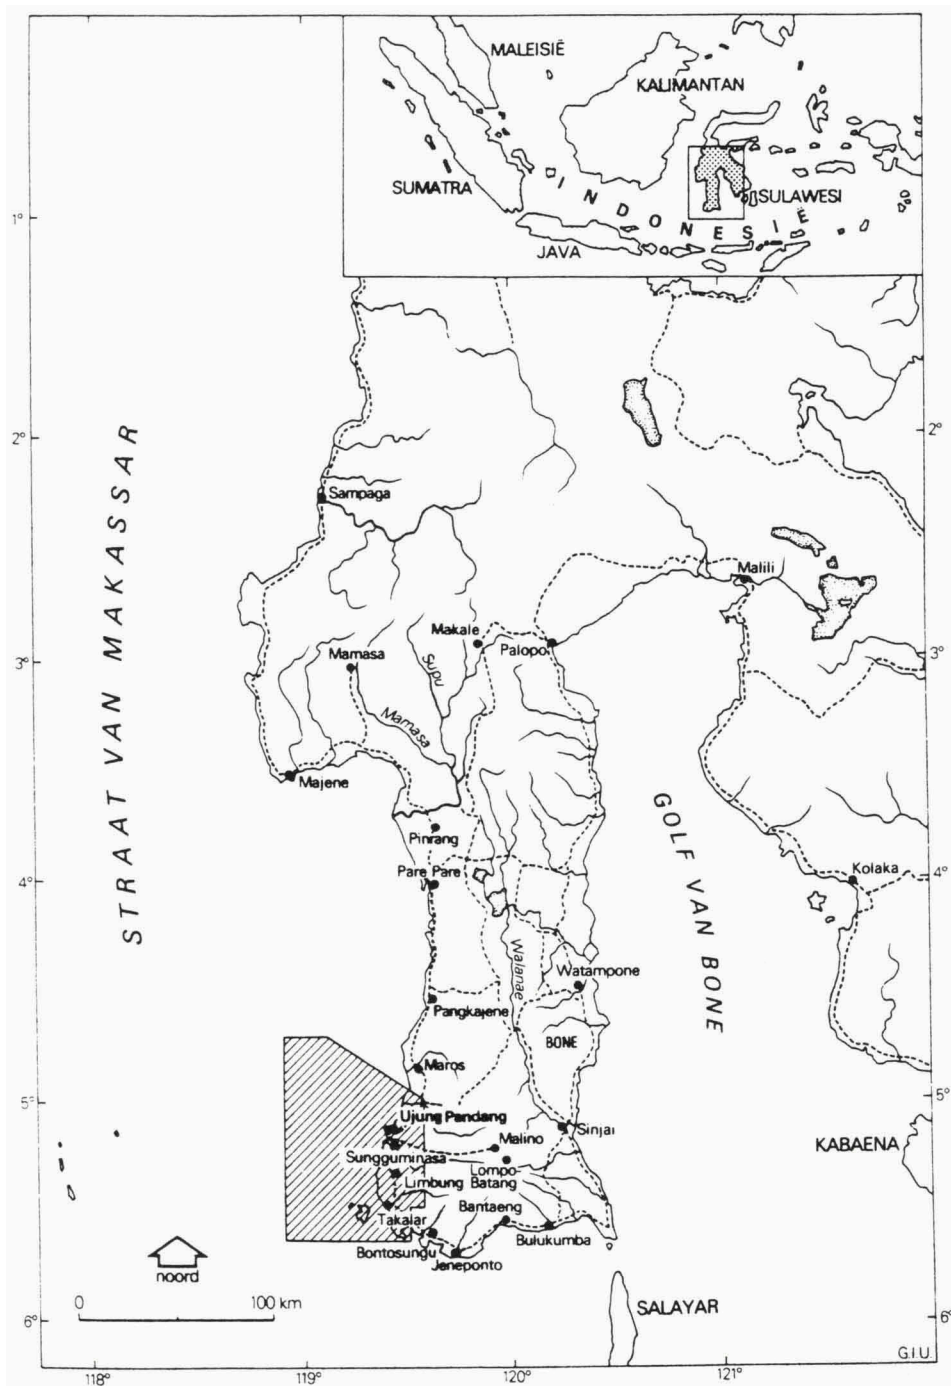 MALEISIË
KALIMANTAN
SUMATRA
SULAWESI
INDONESIE
JAVA
1°
2°
2°
STRAAT VAN MAKASSAR
Sampaga
Malili
Makale
Palopo
3°
Mamasa
Supu
3°
Mamasa
Majene
GOLF VAN BONE
Pinrang
Pare Pare
Kolaka
4°
4°
Walanae
Watampone
Pangkajene
BONE
Maros
5°
5°
Ujung Pandang
Malino
Sinjai
KABAENA
Sungguminasa
Lompo
Limbung
Batang
Bantaeng
Takalar
Bulukumba
Bontosungu
Jeneponto
noord
0 100 km
SALAYAR
6°
6°
G.I.U.
118° 119° 120° 121°